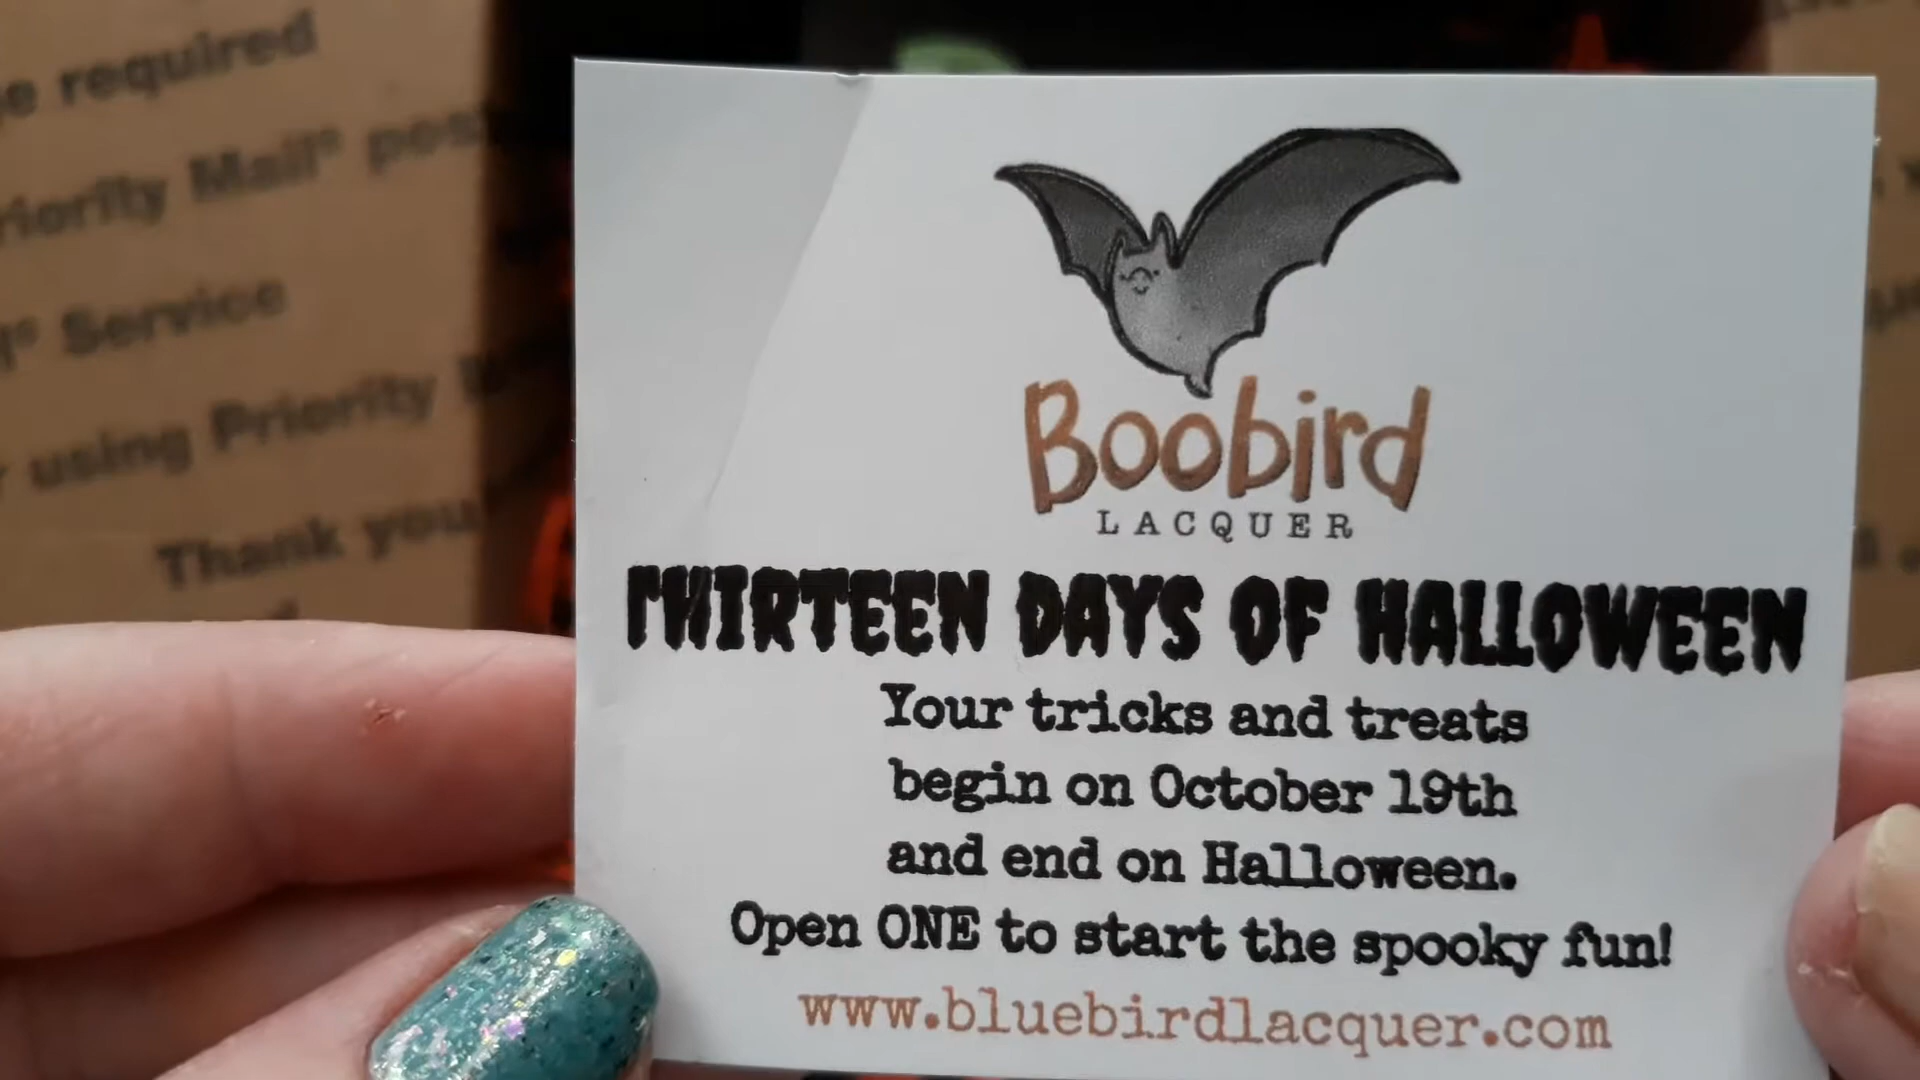 required
Priority Mail® pos
Service
using Priority
Thank you
Boobird
LACQUER
THIRTEEN DAYS OF HALLOWEEN
Your tricks and treats
begin on October 19th
and end on Halloween.
Open ONE to start the spooky fun!
www.bluebirdlacquer.com